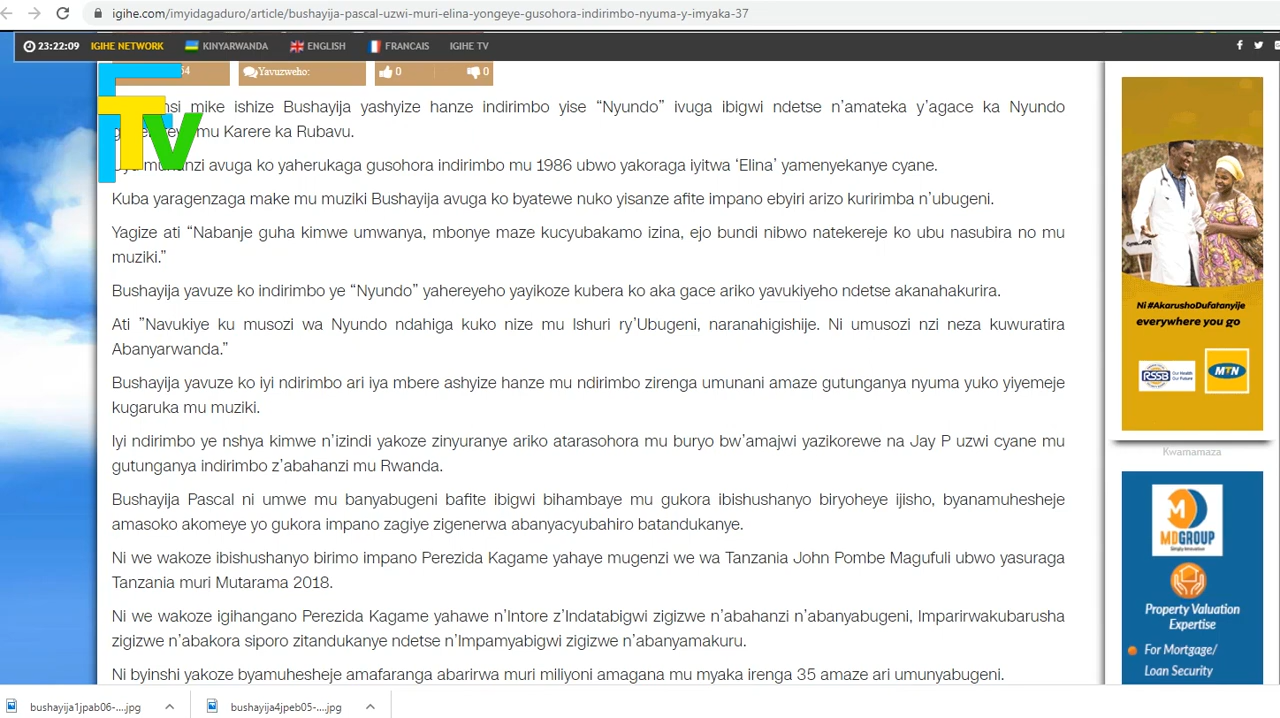 igihe.com/imyidagaduro/article/bushayija-pascal-uzwi-muri-elina-yongeye-gusohora-indirimbo-nyuma-y-imyaka-37
23:22:09 IGIHE NETWORK KINYARWANDA ENGLISH FRANCAIS IGIHE TV
Yavuzweho: 0 0
FTV
mike ishize Bushayija yashyize hanze indirimbo yise “Nyundo” ivuga ibigwi ndetse n’amateka y’agace ka Nyundo
mu Karere ka Rubavu.
avuga ko yaherukaga gusohora indirimbo mu 1986 ubwo yakoraga iyitwa ‘Elina’ yamenyekanye cyane.
Kuba yaragenzaga make mu muziki Bushayija avuga ko byatewe nuko yisanze afite impano ebyiri arizo kuririmba n’ubugeni.
Yagize ati “Nabanje guha kimwe umwanya, mbonye maze kucyubakamo izina, ejo bundi nibwo natekereje ko ubu nasubira no mu
muziki.”
Bushayija yavuze ko indirimbo ye “Nyundo” yahereyeho yayikoze kubera ko aka gace ariko yavukiyeho ndetse akanahakurira.
Ati ”Navukiye ku musozi wa Nyundo ndahiga kuko nize mu Ishuri ry’Ubugeni, naranahigishije. Ni umusozi nzi neza kuwuratira
Abanyarwanda.”
Bushayija yavuze ko iyi ndirimbo ari iya mbere ashyize hanze mu ndirimbo zirenga umunani amaze gutunganya nyuma yuko yiyemeje
kugaruka mu muziki.
Iyi ndirimbo ye nshya kimwe n’izindi yakoze zinyuranye ariko atarasohora mu buryo bw’amajwi yazikorewe na Jay P uzwi cyane mu
gutunganya indirimbo z’abahanzi mu Rwanda.
Bushayija Pascal ni umwe mu banyabugeni bafite ibigwi bihambaye mu gukora ibishushanyo biryoheye ijisho, byanamuhesheje
amasoko akomeye yo gukora impano zagiye zigenerwa abanyacyubahiro batandukanye.
Ni we wakoze ibishushanyo birimo impano Perezida Kagame yahaye mugenzi we wa Tanzania John Pombe Magufuli ubwo yasuraga
Tanzania muri Mutarama 2018.
Ni we wakoze igihangano Perezida Kagame yahawe n’Intore z’Indatabigwi zigizwe n’abahanzi n’abanyabugeni, Imparirwakubarusha
zigizwe n’abakora siporo zitandukanye ndetse n’Impamyabigwi zigizwe n’abanyamakuru.
Ni byinshi yakoze byamuhesheje amafaranga abarirwa muri miliyoni amagana mu myaka irenga 35 amaze ari umunyabugeni.
Ni #AkarushoDufatanyije
everywhere you go
RSSB Our Health Our Future MTN
Kwamamaza
MDGROUP
Property Valuation
Expertise
For Mortgage/
Loan Security
bushayija1jpab06-....jpg bushayija4jpeb05-....jpg